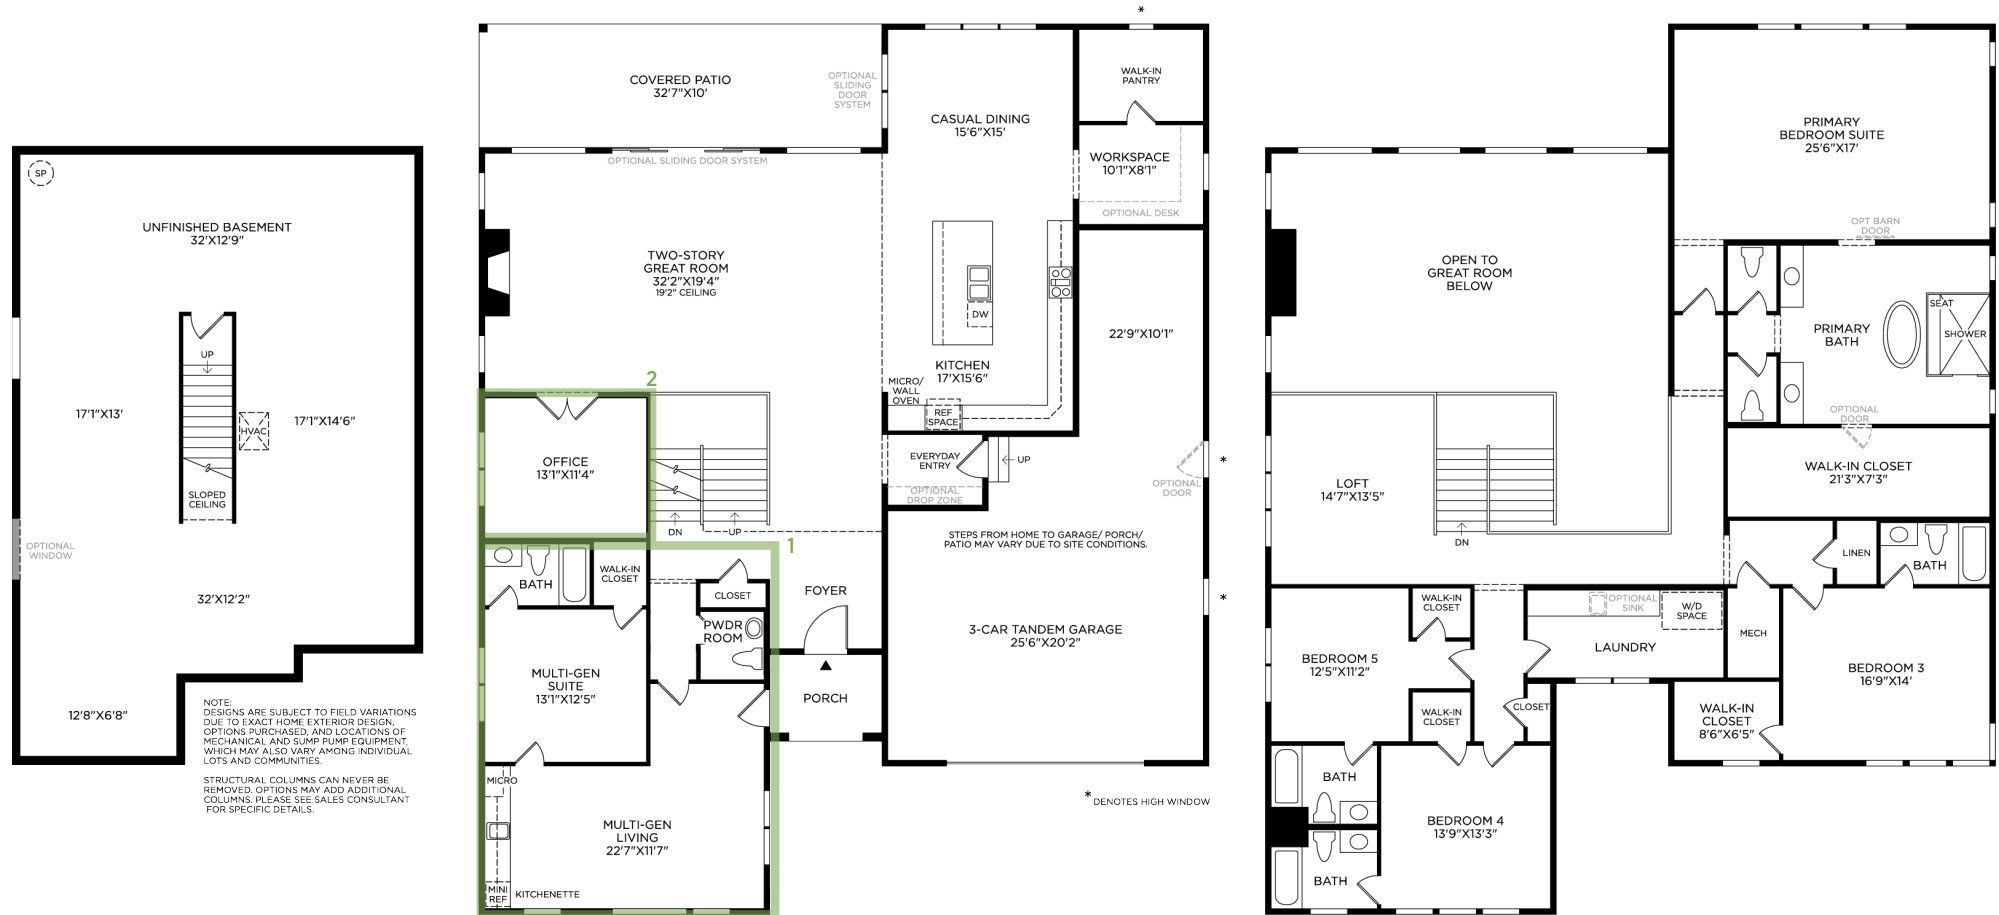 SP
UNFINISHED BASEMENT
32'X12'9"
UP
17'1"X13'
HVAC
17'1"X14'6"
SLOPED
CEILING
OPTIONAL
WINDOW
32'X12'2"
12'8"X6'8"
NOTE:
DESIGNS ARE SUBJECT TO FIELD VARIATIONS
DUE TO EXACT HOME EXTERIOR DESIGN,
OPTIONS PURCHASED, AND LOCATIONS OF
MECHANICAL AND SUMP PUMP EQUIPMENT,
WHICH MAY ALSO VARY AMONG INDIVIDUAL
LOTS AND COMMUNITIES.
STRUCTURAL COLUMNS CAN NEVER BE
REMOVED. OPTIONS MAY ADD ADDITIONAL
COLUMNS. PLEASE SEE SALES CONSULTANT
FOR SPECIFIC DETAILS.
*
COVERED PATIO
32'7"X10'
OPTIONAL
SLIDING
DOOR
SYSTEM
CASUAL DINING
15'6"X15'
WALK-IN
PANTRY
OPTIONAL SLIDING DOOR SYSTEM
WORKSPACE
10'1"X8'1"
OPTIONAL DESK
TWO-STORY
GREAT ROOM
32'2"X19'4"
19'2" CEILING
DW
22'9"X10'1"
KITCHEN
17'X15'6"
MICRO/
WALL
OVEN
REF
SPACE
2
OFFICE
13'1"X11'4"
EVERYDAY
ENTRY
UP
OPTIONAL
DROP ZONE
*
OPTIONAL
DOOR
DN
UP
1
STEPS FROM HOME TO GARAGE/ PORCH/
PATIO MAY VARY DUE TO SITE CONDITIONS.
BATH
WALK-IN
CLOSET
CLOSET
FOYER
*
PWDR
ROOM
3-CAR TANDEM GARAGE
25'6"X20'2"
MULTI-GEN
SUITE
13'1"X12'5"
PORCH
MICRO
MULTI-GEN
LIVING
22'7"X11'7"
MINI
REF
KITCHENETTE
* DENOTES HIGH WINDOW
PRIMARY
BEDROOM SUITE
25'6"X17'
OPT BARN
DOOR
OPEN TO
GREAT ROOM
BELOW
SEAT
SHOWER
PRIMARY
BATH
OPTIONAL
DOOR
WALK-IN CLOSET
21'3"X7'3"
LOFT
14'7"X13'5"
DN
LINEN
BATH
WALK-IN
CLOSET
OPTIONAL
SINK
W/D
SPACE
MECH
LAUNDRY
BEDROOM 5
12'5"X11'2"
BEDROOM 3
16'9"X14'
WALK-IN
CLOSET
CLOSET
WALK-IN
CLOSET
8'6"X6'5"
BATH
BEDROOM 4
13'9"X13'3"
BATH